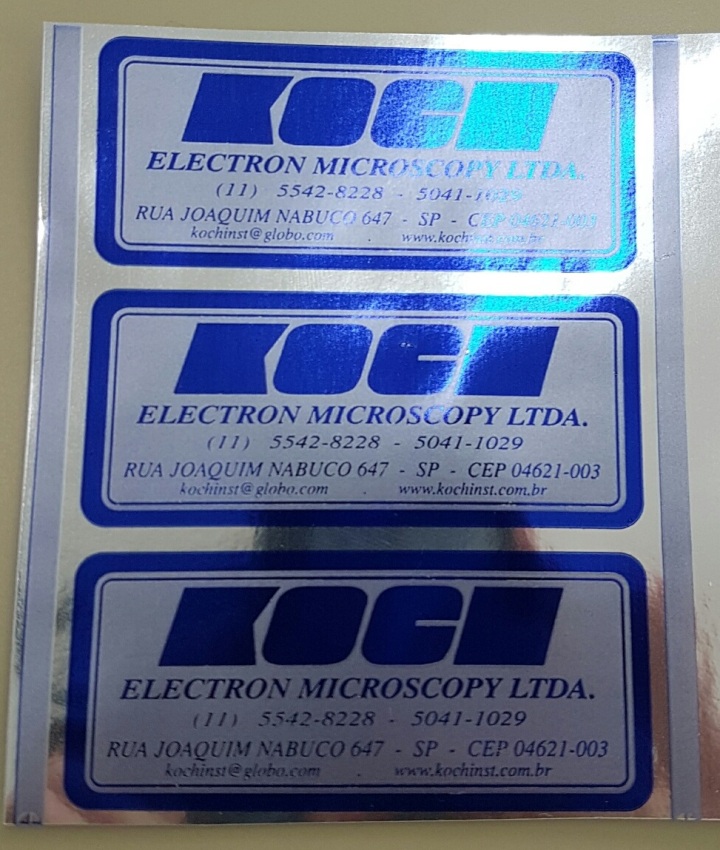 KOCH
ELECTRON MICROSCOPY LTDA.
(11) 5542-8228 - 5041-1029
RUA JOAQUIM NABUCO 647 - SP - CEP 04621-003
kochinst@globo.com . www.kochinst.com.br
KOCH
ELECTRON MICROSCOPY LTDA.
(11) 5542-8228 - 5041-1029
RUA JOAQUIM NABUCO 647 - SP - CEP 04621-003
kochinst@globo.com . www.kochinst.com.br
KOCH
ELECTRON MICROSCOPY LTDA.
(11) 5542-8228 - 5041-1029
RUA JOAQUIM NABUCO 647 - SP - CEP 04621-003
kochinst@globo.com . www.kochinst.com.br